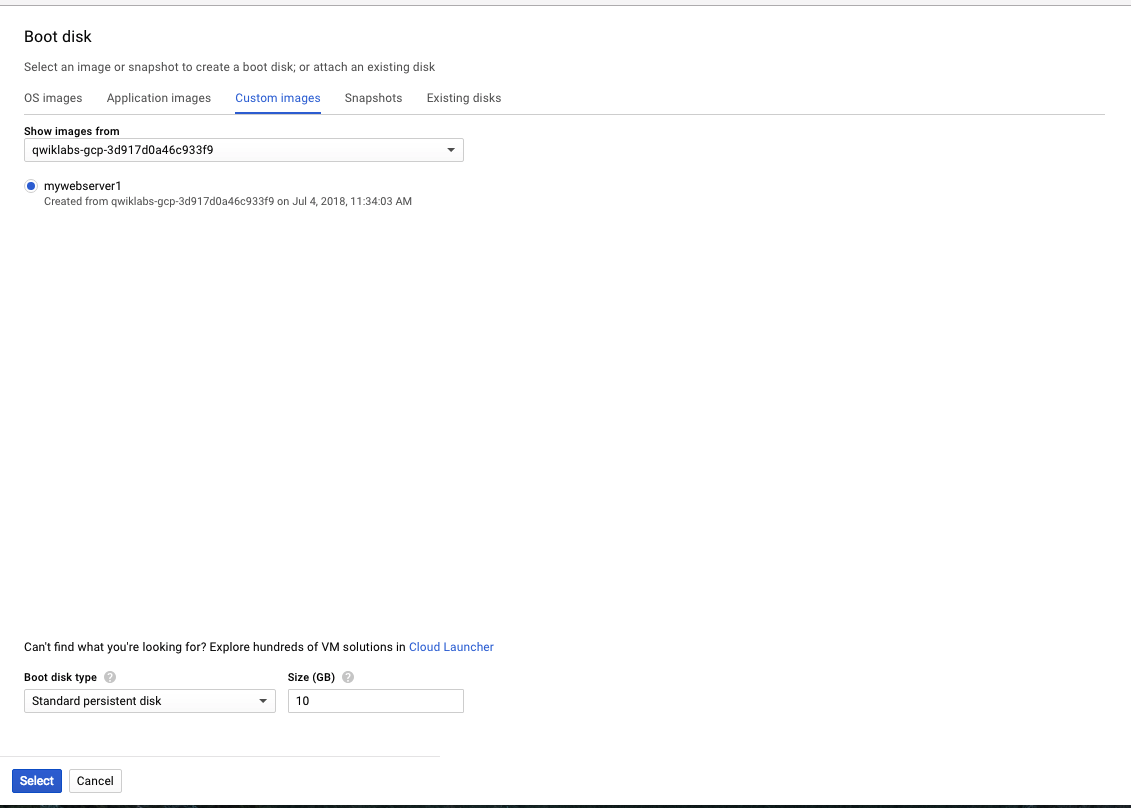 Boot disk
Select an image or snapshot to create a boot disk; or attach an existing disk
OS images Application images Custom images Snapshots Existing disks
Show images from
qwiklabs-gcp-3d917d0a46c933f9
mywebserver1
Created from qwiklabs-gcp-3d917d0a46c933f9 on Jul 4, 2018, 11:34:03 AM
Can't find what you're looking for? Explore hundreds of VM solutions in Cloud Launcher
Boot disk type ? Size (GB) ?
Standard persistent disk 10
Select Cancel